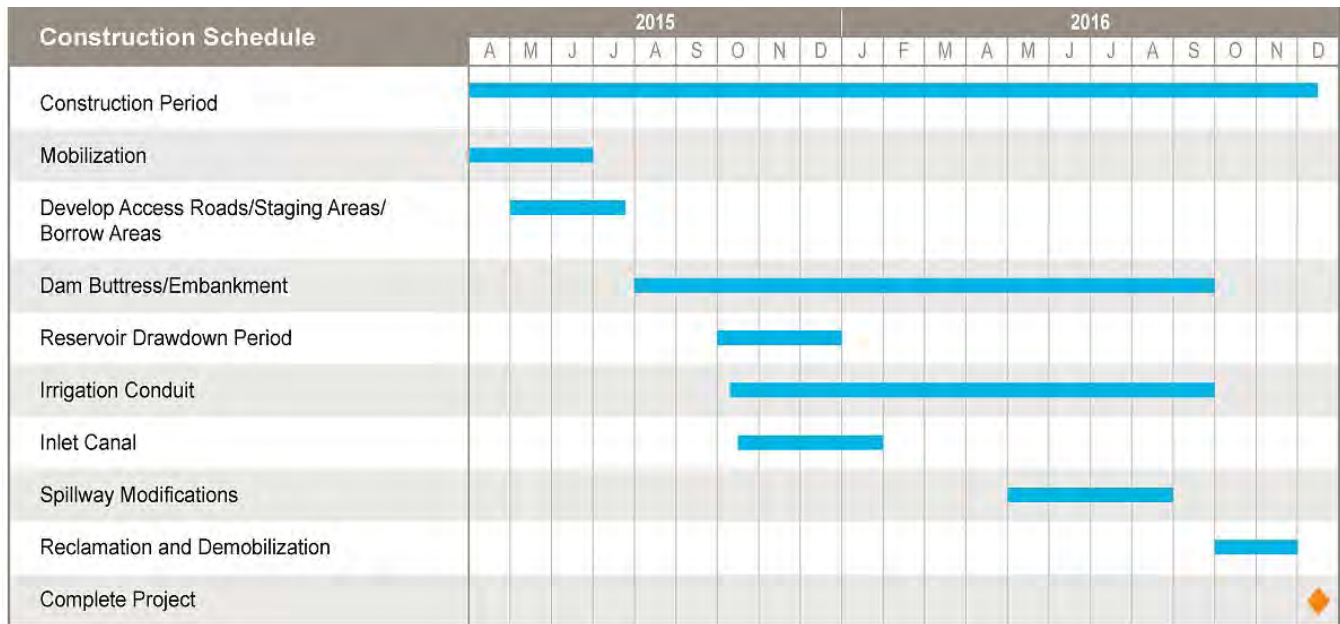 Construction Schedule
2015 2016
A M J J A S O N D J F M A M J J A S O N D
Construction Period
Mobilization
Develop Access Roads/Staging Areas/
Borrow Areas
Dam Buttress/Embankment
Reservoir Drawdown Period
Irrigation Conduit
Inlet Canal
Spillway Modifications
Reclamation and Demobilization
Complete Project